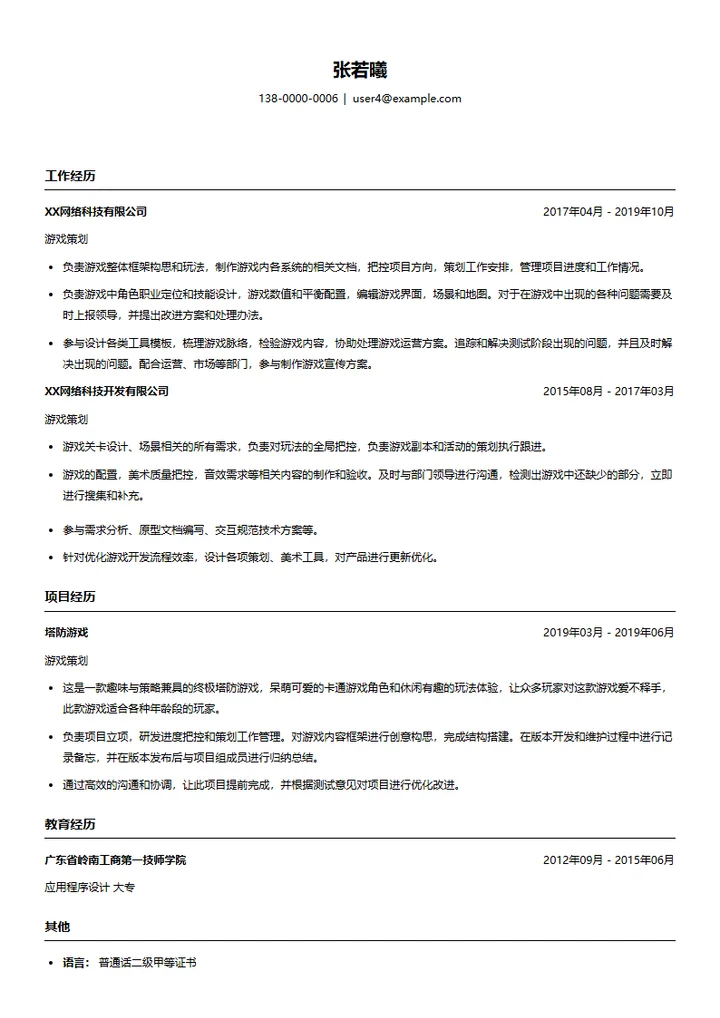 张若曦
138-0000-0006 | user4@example.com
工作经历
XX网络科技有限公司 2017年04月 - 2019年10月
游戏策划
• 负责游戏整体框架构思和玩法，制作游戏内各系统的相关文档，把控项目方向，策划工作安排，管理项目进度和工作情况。
• 负责游戏中角色职业定位和技能设计，游戏数值和平衡配置，编辑游戏界面，场景和地图。对于在游戏中出现的各种问题需要及
时上报领导，并提出改进方案和处理办法。
• 参与设计各类工具模板，梳理游戏脉络，检验游戏内容，协助处理游戏运营方案。追踪和解决测试阶段出现的问题，并且及时解
决出现的问题。配合运营、市场等部门，参与制作游戏宣传方案。
XX网络科技开发有限公司 2015年08月 - 2017年03月
游戏策划
• 游戏关卡设计、场景相关的所有需求，负责对玩法的全局把控，负责游戏副本和活动的策划执行跟进。
• 游戏的配置，美术质量把控，音效需求等相关内容的制作和验收。及时与部门领导进行沟通，检测出游戏中还缺少的部分，立即
进行搜集和补充。
• 参与需求分析、原型文档编写、交互规范技术方案等。
• 针对优化游戏开发流程效率，设计各项策划、美术工具，对产品进行更新优化。
项目经历
塔防游戏 2019年03月 - 2019年06月
游戏策划
• 这是一款趣味与策略兼具的终极塔防游戏，呆萌可爱的卡通游戏角色和休闲有趣的玩法体验，让众多玩家对这款游戏爱不释手，
此款游戏适合各种年龄段的玩家。
• 负责项目立项，研发进度把控和策划工作管理。对游戏内容框架进行创意构思，完成结构搭建。在版本开发和维护过程中进行记
录备忘，并在版本发布后与项目组成员进行归纳总结。
• 通过高效的沟通和协调，让此项目提前完成，并根据测试意见对项目进行优化改进。
教育经历
广东省岭南工商第一技师学院 2012年09月 - 2015年06月
应用程序设计 大专
其他
• 语言： 普通话二级甲等证书